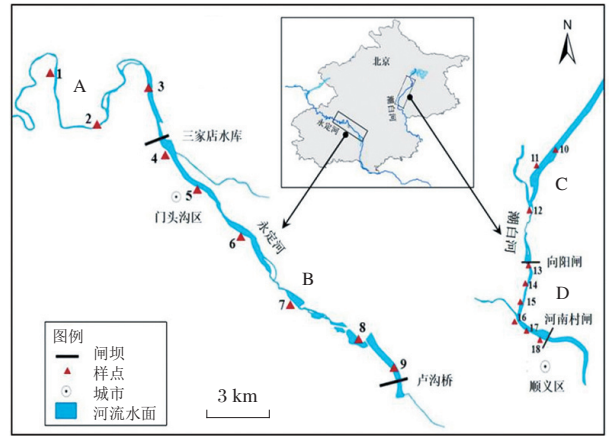 1
A
2
3
三家店水库
4
门头沟区
5
6
永定河
B
7
8
9
卢沟桥
北京
潮白河
永定河
N
10
11
C
12
潮白河
向阳闸
13
14
D
15
16
17
河南村闸
18
顺义区
图例
闸坝
样点
城市
河流水面
3 km